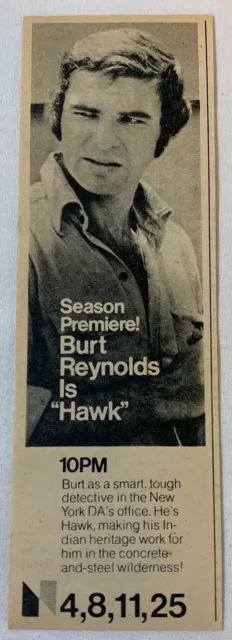 Season
Premiere!
Burt
Reynolds
Is
"Hawk"
10PM
Burt as a smart, tough
detective in the New
York DA's office. He's
Hawk, making his In-
dian heritage work for
him in the concrete-
and-steel wilderness!
4,8,11,25